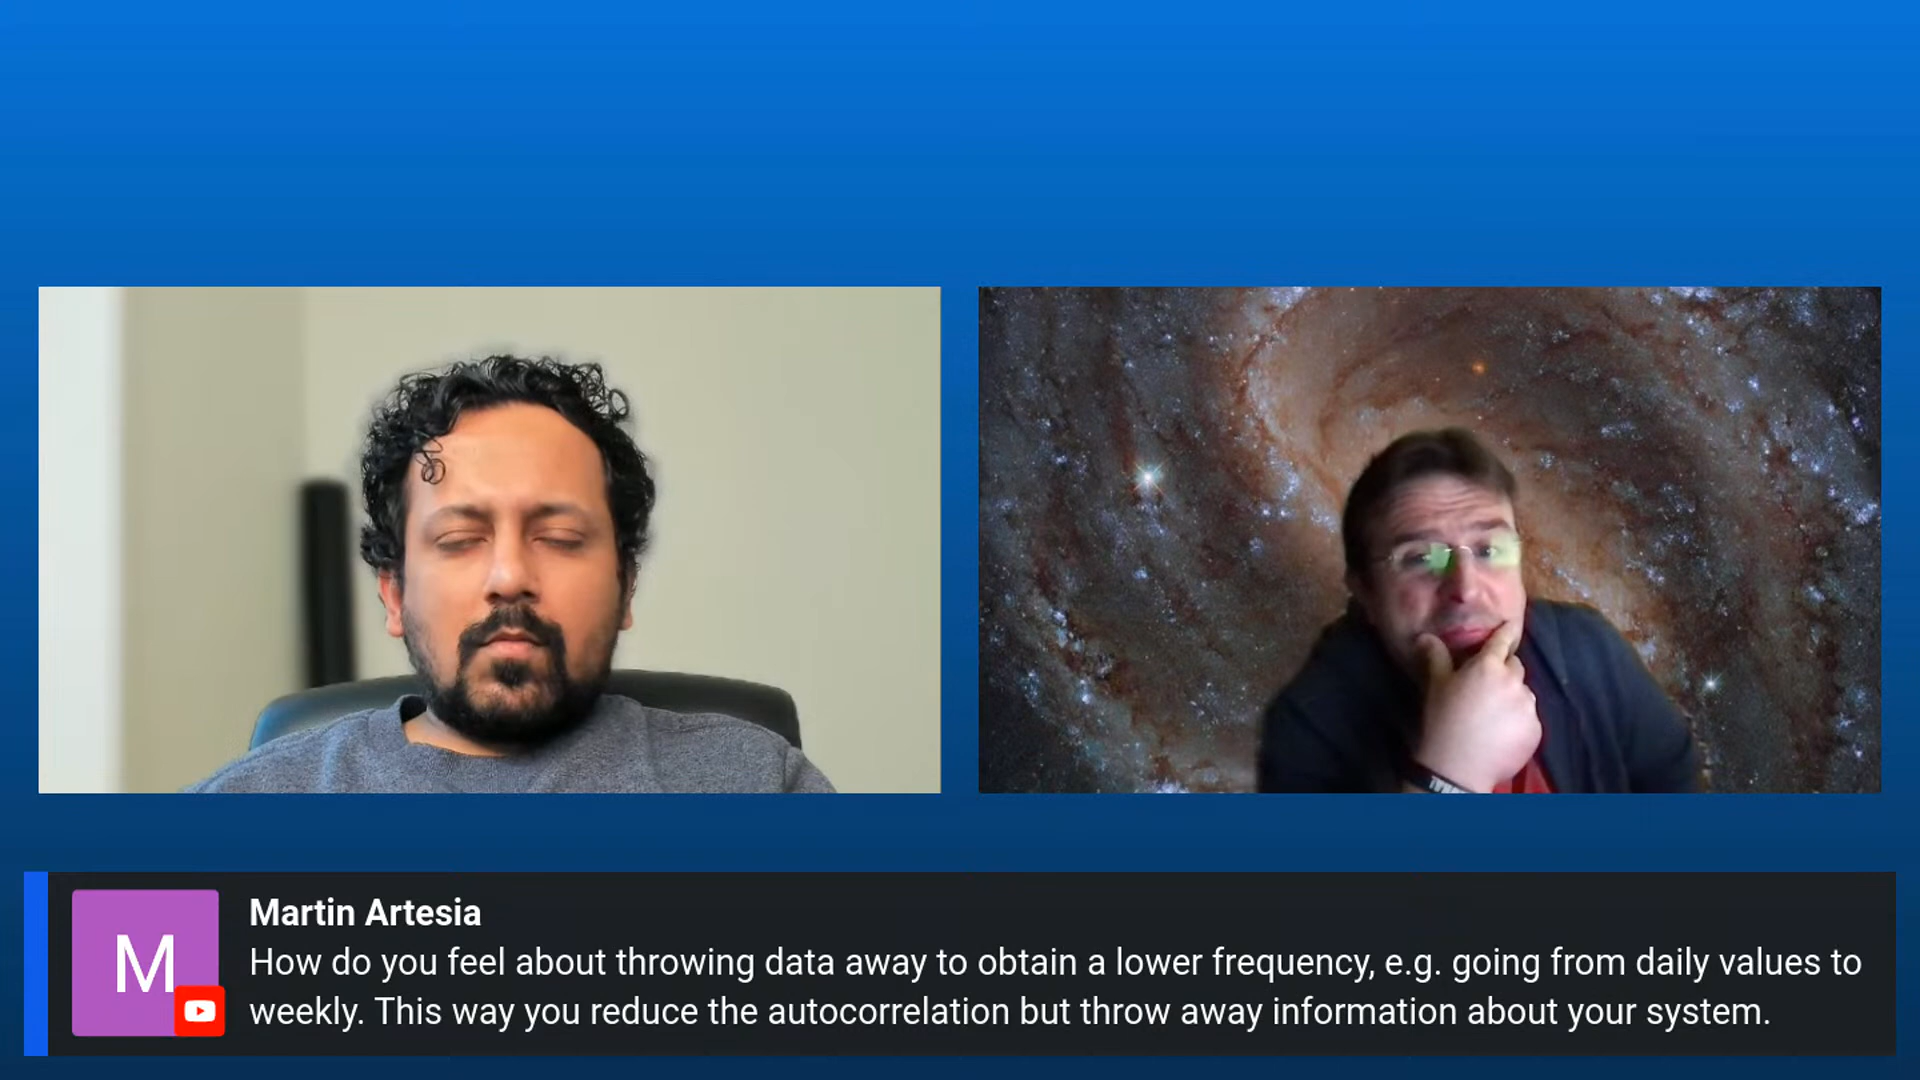 M
Martin Artesia
How do you feel about throwing data away to obtain a lower frequency, e.g. going from daily values to
weekly. This way you reduce the autocorrelation but throw away information about your system.